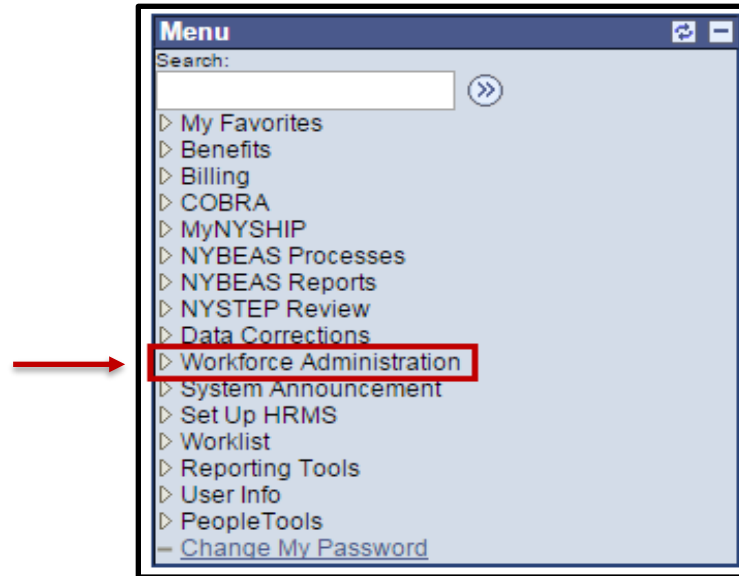 Menu
Search:
My Favorites
Benefits
Billing
COBRA
MyNYSHIP
NYBEAS Processes
NYBEAS Reports
NYSTEP Review
Data Corrections
Workforce Administration
System Announcement
Set Up HRMS
Worklist
Reporting Tools
User Info
PeopleTools
Change My Password